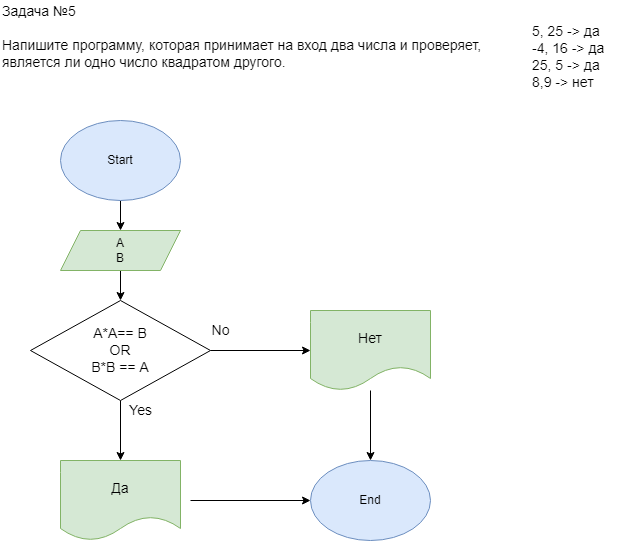 Задача №5
Напишите программу, которая принимает на вход два числа и проверяет,
является ли одно число квадратом другого.
5, 25 -> да
-4, 16 -> да
25, 5 -> да
8,9 -> нет
Start
A
B
A*A== B
OR
B*B == A
No
Нет
Yes
Да
End